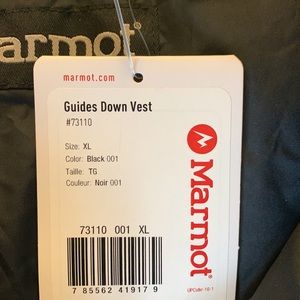 armot
marmot.com
Guides Down Vest
#73110
Size: XL
Color: Black 001
Taille: TG
Couleur: Noir 001
73110 001 XL
7 85562 41917 9
Marmot